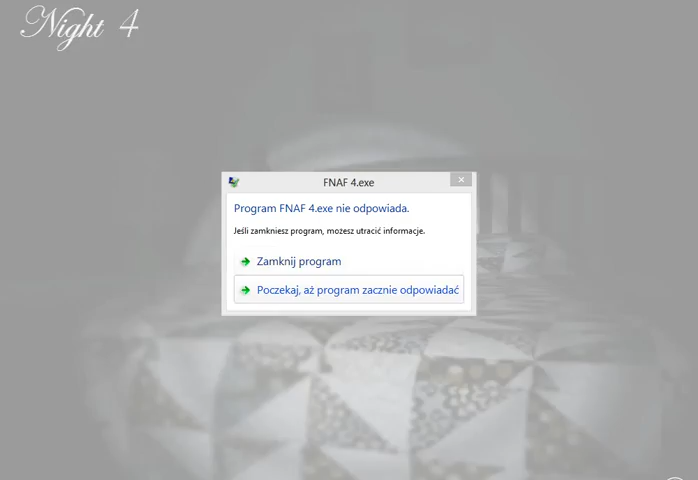 Night 4
FNAF 4.exe
Program FNAF 4.exe nie odpowiada.
Jeśli zamkniesz program, możesz utracić informacje.
Zamknij program
Poczekaj, aż program zacznie odpowiadać